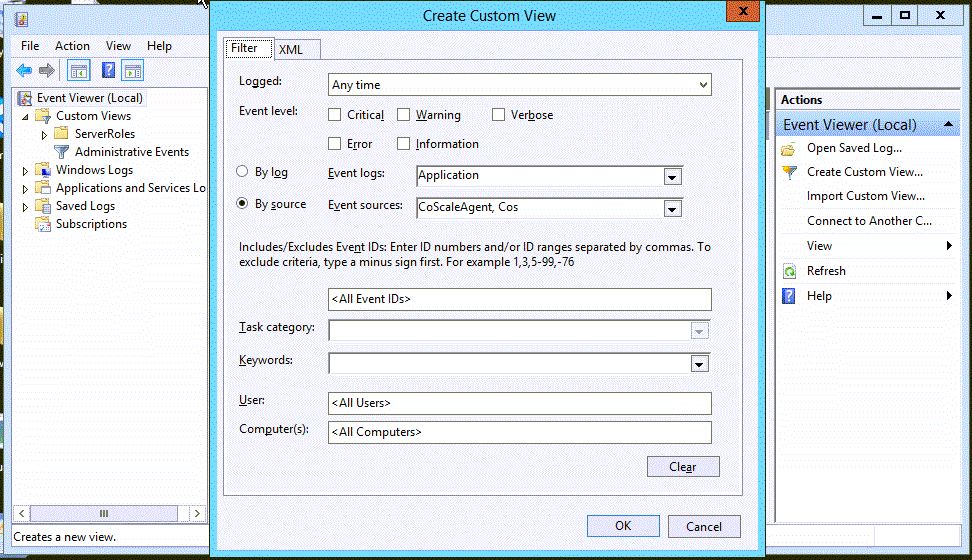 Create Custom View
File Action View Help
Event Viewer (Local)
Custom Views
ServerRoles
Administrative Events
Windows Logs
Applications and Services Lo
Saved Logs
Subscriptions
Creates a new view.
Filter XML
Logged: Any time
Event level: Critical Warning Verbose
Error Information
By log Event logs: Application
By source Event sources: CoScaleAgent, Cos
Includes/Excludes Event IDs: Enter ID numbers and/or ID ranges separated by commas. To
exclude criteria, type a minus sign first. For example 1,3,5-99,-76
<All Event IDs>
Task category:
Keywords:
User: <All Users>
Computer(s): <All Computers>
Clear
OK Cancel
Actions
Event Viewer (Local)
Open Saved Log...
Create Custom View...
Import Custom View...
Connect to Another C...
View
Refresh
Help